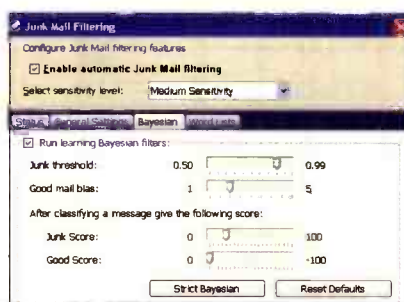 Junk Mail Filtering
Configure Junk Mail filtering features
Enable automatic Junk Mail filtering
Select sensitivity level: Medium Sensitivity
Status General Settings Bayesian Word Lists
Run learning Bayesian filters:
Junk threshold: 0.50 0.99
Good mail bias: 1 5
After classifying a message give the following score:
Junk Score: 0 100
Good Score: 0 -100
Strict Bayesian Reset Defaults